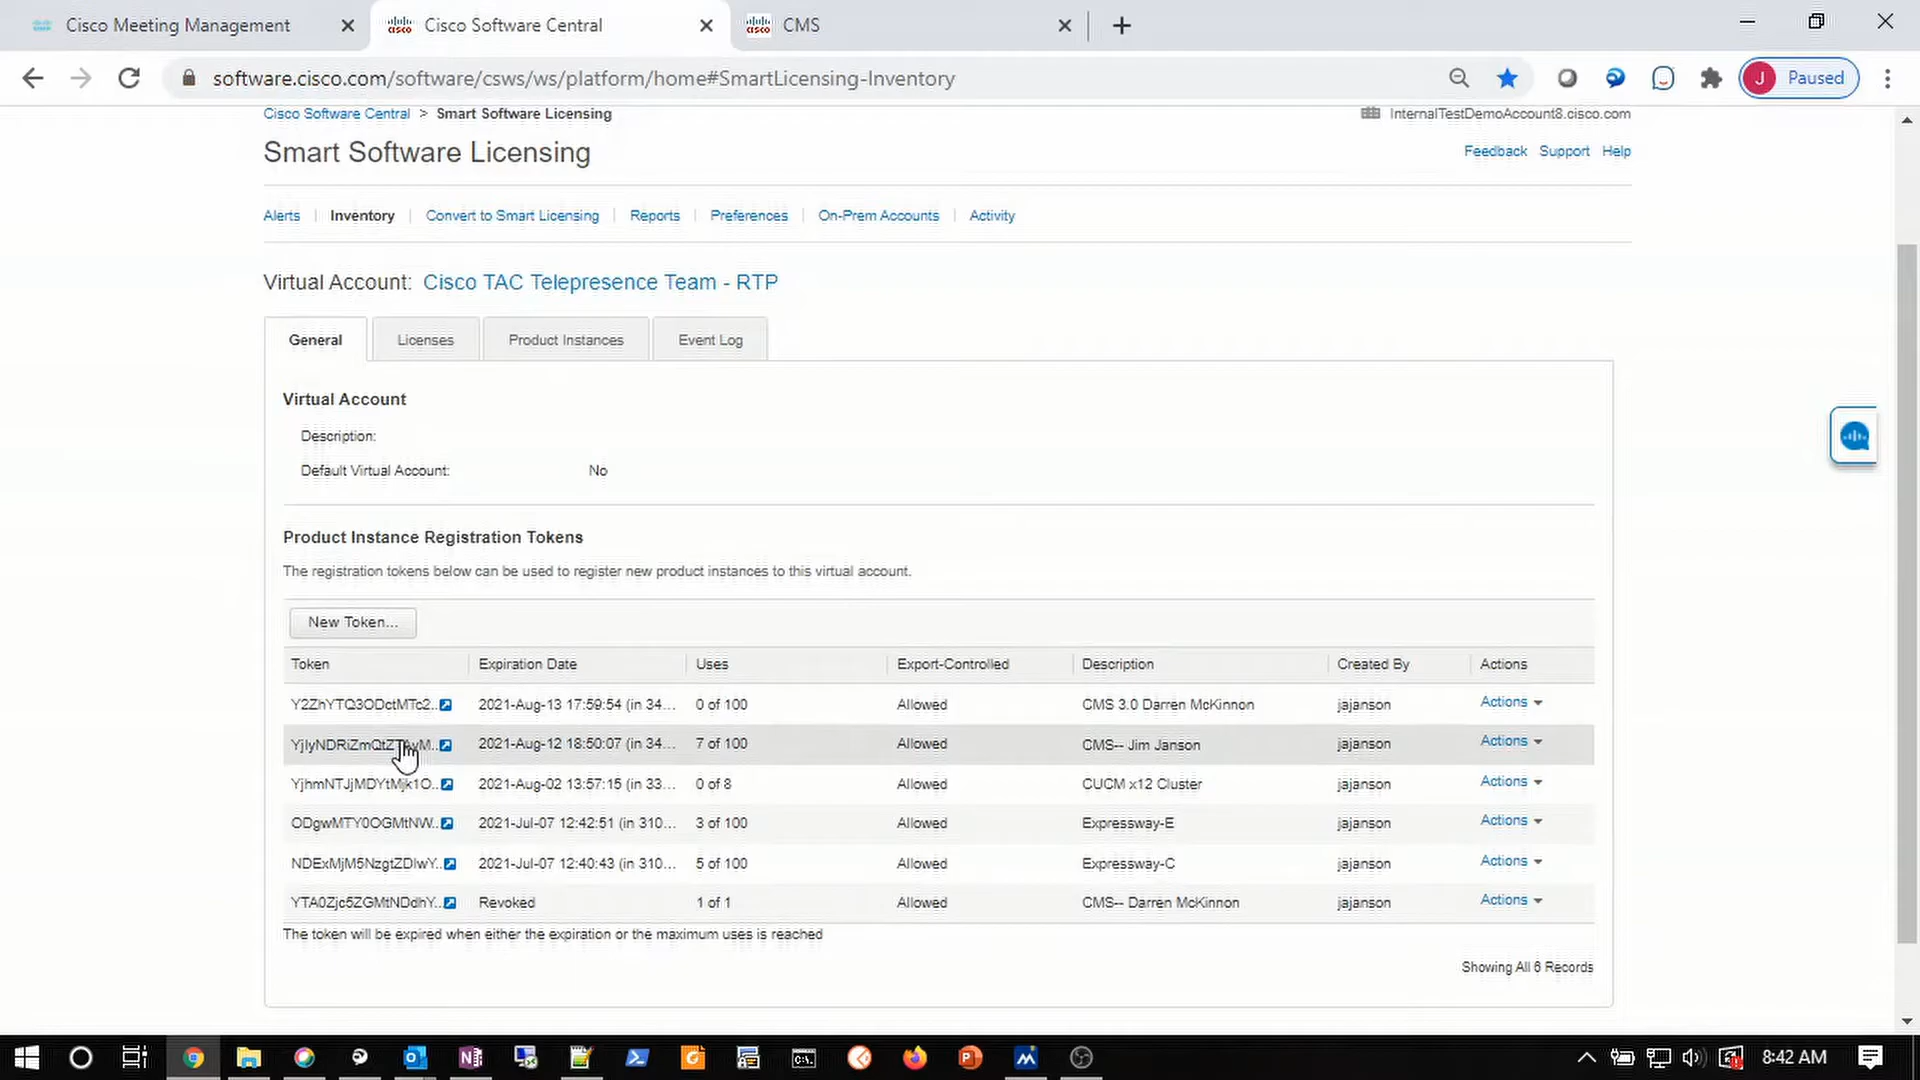 Cisco Meeting Management
Cisco Software Central
CMS
software.cisco.com/software/csws/ws/platform/home#SmartLicensing-Inventory
J Paused
Cisco Software Central > Smart Software Licensing
InternalTestDemoAccount8.cisco.com
Smart Software Licensing
Feedback Support Help
Alerts Inventory Convert to Smart Licensing Reports Preferences On-Prem Accounts Activity
Virtual Account: Cisco TAC Telepresence Team - RTP
General Licenses Product Instances Event Log
Virtual Account
Description:
Default Virtual Account: No
Product Instance Registration Tokens
The registration tokens below can be used to register new product instances to this virtual account.
New Token...
Token Expiration Date Uses Export-Controlled Description Created By Actions
Y2ZhYTQ3ODctMTc2.. 2021-Aug-13 17:59:54 (in 34... 0 of 100 Allowed CMS 3.0 Darren McKinnon jajanson Actions
2021-Aug-12 18:50:07 (in 34... 7 of 100 Allowed CMS-- Jim Janson jajanson Actions
2021-Aug-02 13:57:15 (in 33... 0 of 8 Allowed CUCM x12 Cluster jajanson Actions
ODgwMTY0OGMtNW.. 2021-Jul-07 12:42:51 (in 310... 3 of 100 Allowed Expressway-E jajanson Actions
NDExMjM5NzgtZDIwY.. 2021-Jul-07 12:40:43 (in 310... 5 of 100 Allowed Expressway-C jajanson Actions
YTA0Zjc5ZGMtNDdhY.. Revoked 1 of 1 Allowed CMS-- Darren McKinnon jajanson Actions
The token will be expired when either the expiration or the maximum uses is reached
Showing All 6 Records
8:42 AM